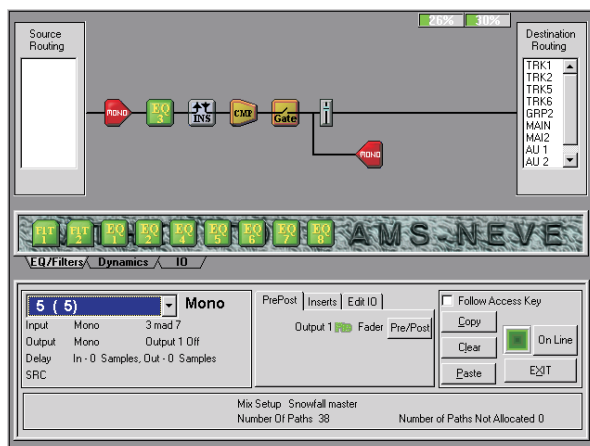 26% 30%
Source
Routing
Destination
Routing
TRK1
TRK2
TRK5
TRK6
GRP2
MAIN
MAI2
AU 1
AU 2
MONO EQ 3 INS CMP Gate
MONO
FLT 1 FLT 2 EQ 1 EQ 2 EQ 4 EQ 5 EQ 6 EQ 7 EQ 8 AMS-NEVE
EQ/Filters Dynamics IO
5 ( 5) Mono
Input Mono 3 mad 7
Output Mono Output 1 Off
Delay In - 0 Samples, Out - 0 Samples
SRC
PrePost Inserts Edit IO
Output 1 Fader Pre/Post
Follow Access Key
Copy
Clear
Paste
On Line
EXIT
Mix Setup Snowfall master
Number Of Paths 38 Number of Paths Not Allocated 0